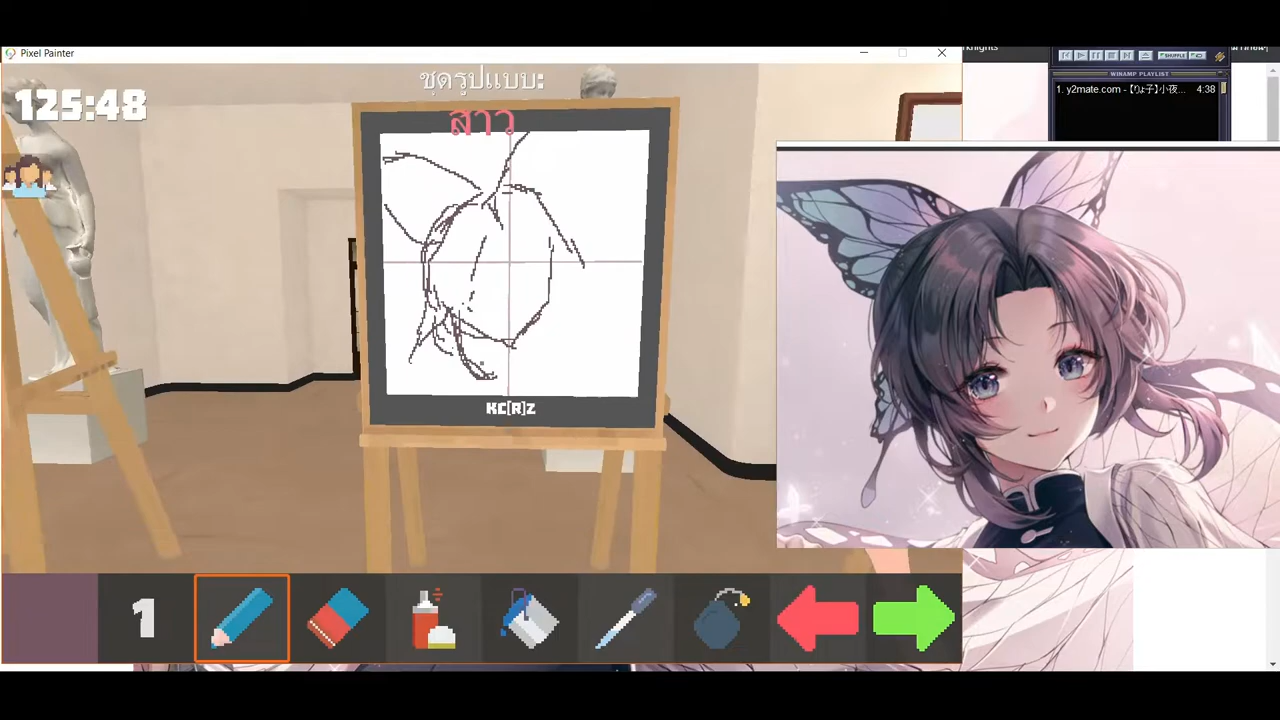 Pixel Painter
WINAMP PLAYLIST
1. y2mate.com - 【りょ子】小夜... 4:38
SHUFFLE
125:48
ชุดรูปแบบ:
สาว
KC[R]Z
1